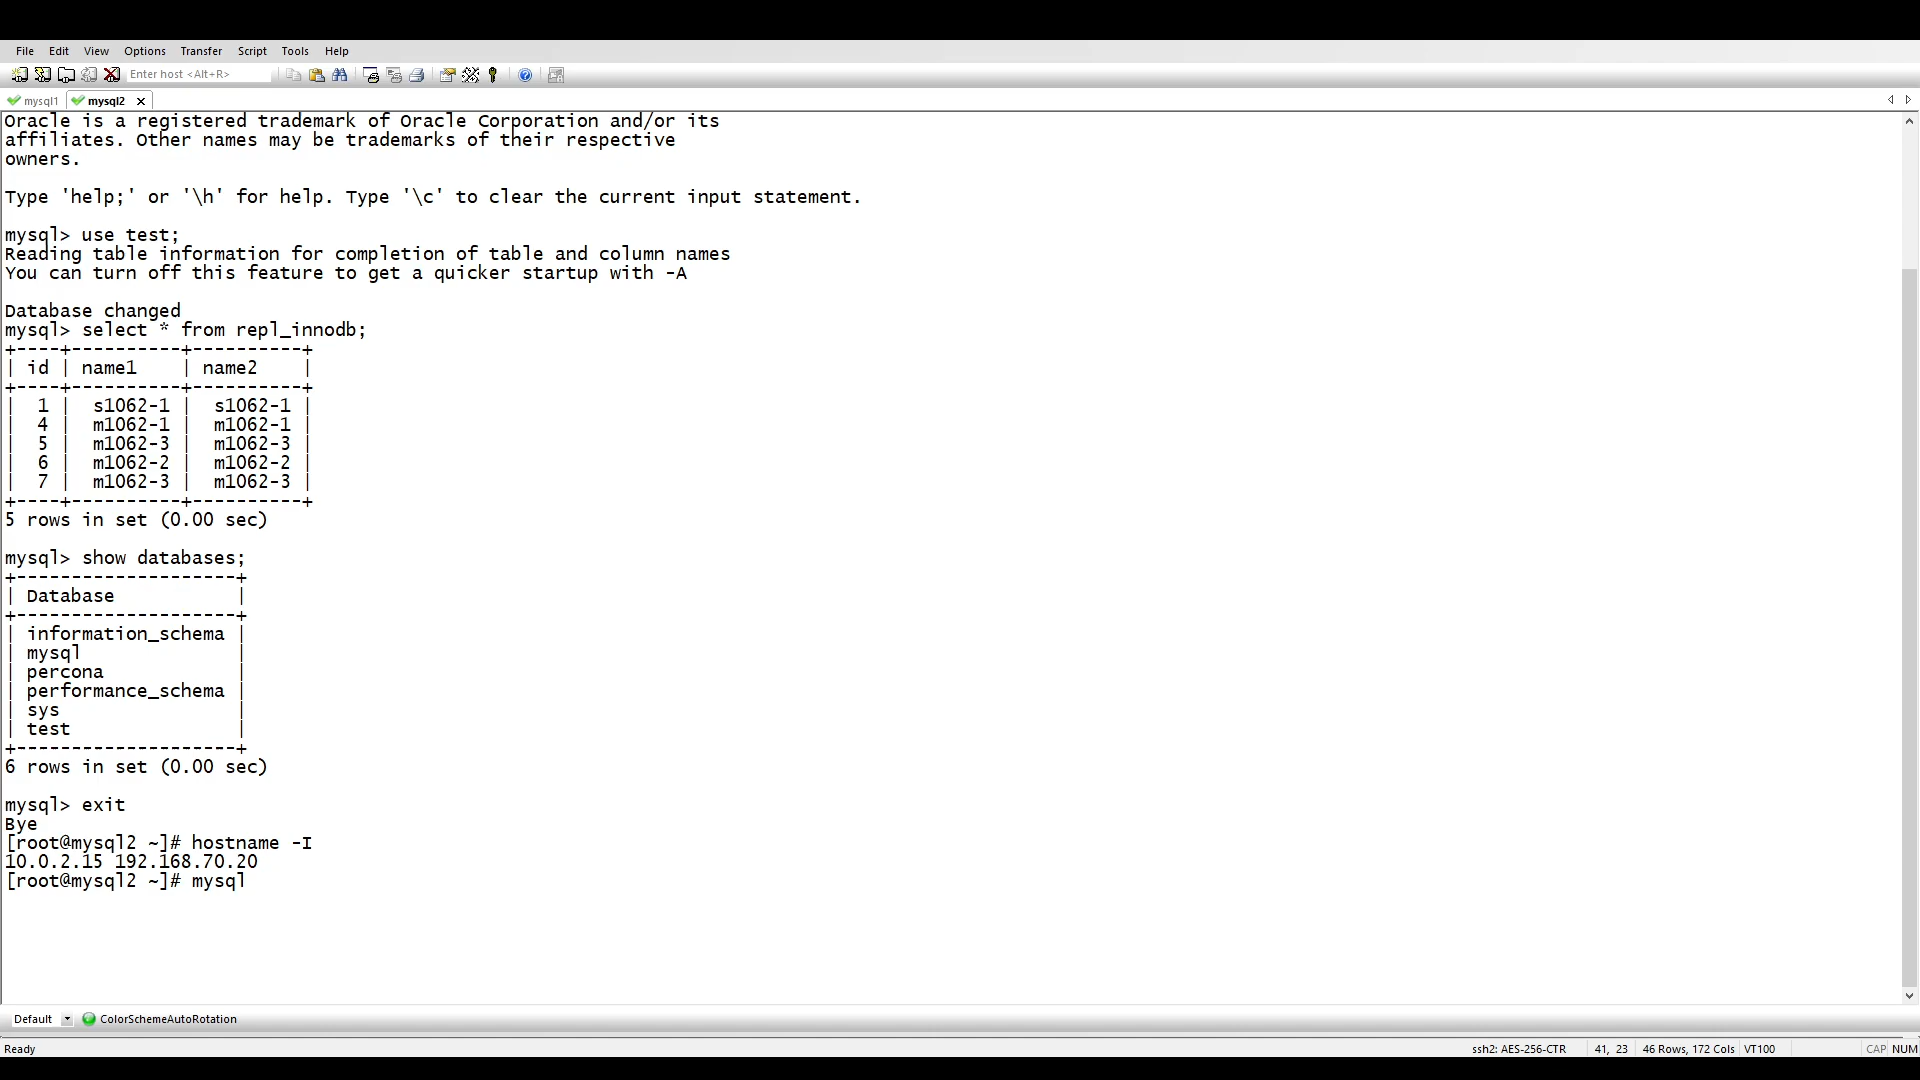 File Edit View Options Transfer Script Tools Help
Enter host <Alt+R>
mysql1 mysql2
Oracle is a registered trademark of Oracle Corporation and/or its
affiliates. Other names may be trademarks of their respective
owners.
Type 'help;' or '\h' for help. Type '\c' to clear the current input statement.
mysql> use test;
Reading table information for completion of table and column names
You can turn off this feature to get a quicker startup with -A
Database changed
mysql> select * from repl_innodb;
+----+----------+----------+
| id | name1    | name2    |
+----+----------+----------+
|  1 |  s1062-1 |  s1062-1 |
|  4 |  m1062-1 |  m1062-1 |
|  5 |  m1062-3 |  m1062-3 |
|  6 |  m1062-2 |  m1062-2 |
|  7 |  m1062-3 |  m1062-3 |
+----+----------+----------+
5 rows in set (0.00 sec)
mysql> show databases;
+--------------------+
| Database           |
+--------------------+
| information_schema |
| mysql              |
| percona            |
| performance_schema |
| sys                |
| test               |
+--------------------+
6 rows in set (0.00 sec)
mysql> exit
Bye
[root@mysql2 ~]# hostname -I
10.0.2.15 192.168.70.20
[root@mysql2 ~]# mysql
Default ColorSchemeAutoRotation
Ready ssh2: AES-256-CTR 41, 23 46 Rows, 172 Cols VT100 CAP NUM